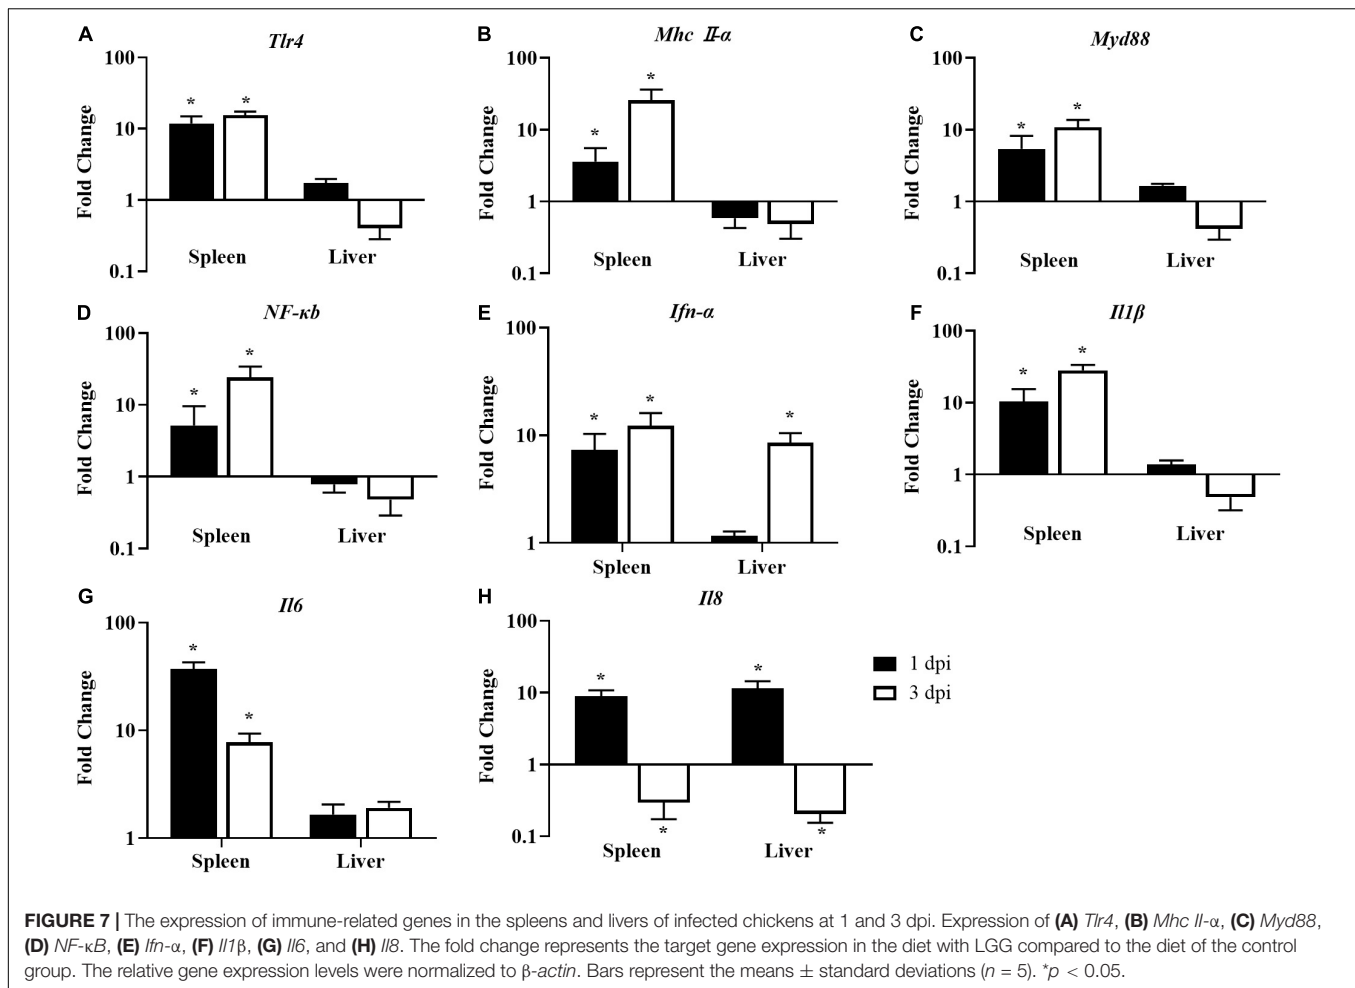 A
Tlr4
100
10
1
0.1
Fold Change
Spleen
Liver
*
*
B
Mhc II-α
100
10
1
0.1
Fold Change
Spleen
Liver
*
*
C
Myd88
100
10
1
0.1
Fold Change
Spleen
Liver
*
*
D
NF-κb
100
10
1
0.1
Fold Change
Spleen
Liver
*
*
E
Ifn-α
100
10
1
Fold Change
Spleen
Liver
*
*
*
F
Il1β
100
10
1
0.1
Fold Change
Spleen
Liver
*
*
G
Il6
100
10
1
Fold Change
Spleen
Liver
*
*
H
Il8
100
10
1
0.1
Fold Change
Spleen
Liver
*
*
*
*
1 dpi
3 dpi
FIGURE 7 | The expression of immune-related genes in the spleens and livers of infected chickens at 1 and 3 dpi. Expression of (A) Tlr4, (B) Mhc II-α, (C) Myd88,
(D) NF-κB, (E) Ifn-α, (F) Il1β, (G) Il6, and (H) Il8. The fold change represents the target gene expression in the diet with LGG compared to the diet of the control
group. The relative gene expression levels were normalized to β-actin. Bars represent the means ± standard deviations (n = 5). *p < 0.05.